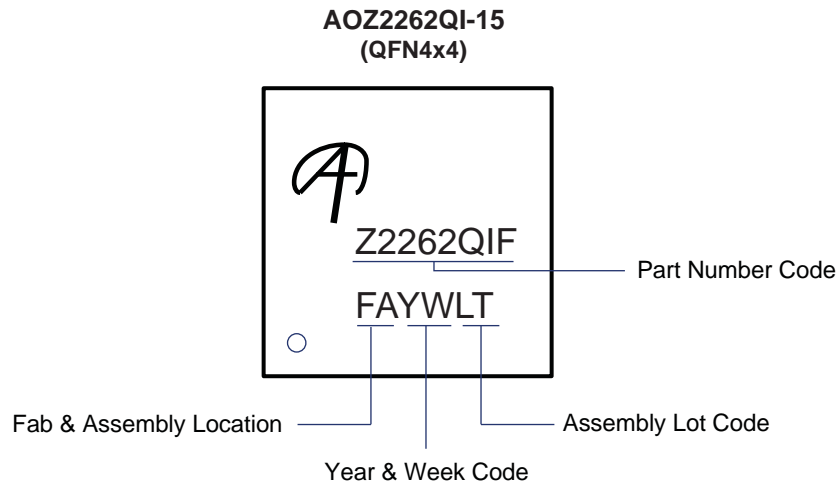 AOZ2262QI-15
(QFN4x4)
Z2262QIF
Part Number Code
FAYWLT
Fab & Assembly Location
Assembly Lot Code
Year & Week Code